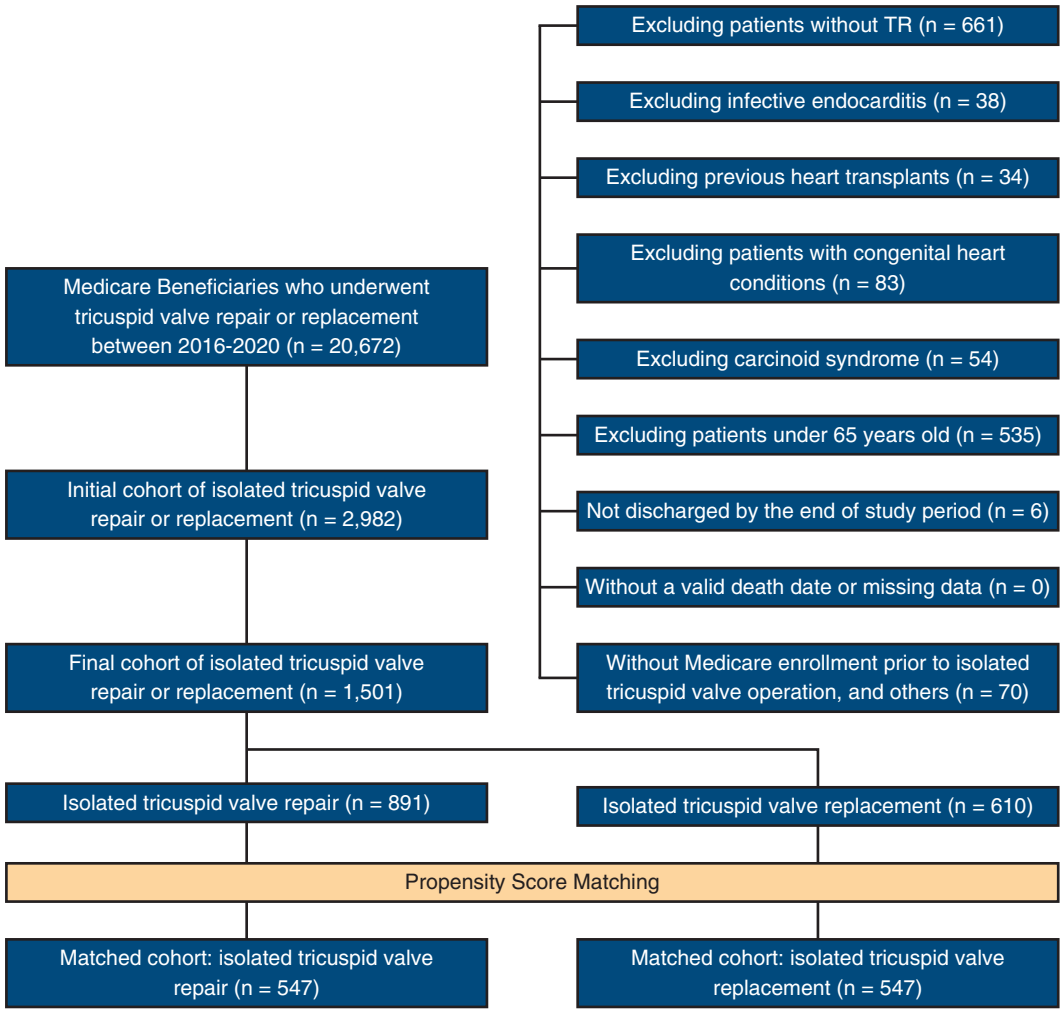 Excluding patients without TR (n = 661)
Excluding infective endocarditis (n = 38)
Excluding previous heart transplants (n = 34)
Excluding patients with congenital heart
conditions (n = 83)
Medicare Beneficiaries who underwent
tricuspid valve repair or replacement
between 2016-2020 (n = 20,672)
Excluding carcinoid syndrome (n = 54)
Excluding patients under 65 years old (n = 535)
Initial cohort of isolated tricuspid valve
repair or replacement (n = 2,982)
Not discharged by the end of study period (n = 6)
Without a valid death date or missing data (n = 0)
Final cohort of isolated tricuspid valve
repair or replacement (n = 1,501)
Without Medicare enrollment prior to isolated
tricuspid valve operation, and others (n = 70)
Isolated tricuspid valve repair (n = 891)
Isolated tricuspid valve replacement (n = 610)
Propensity Score Matching
Matched cohort: isolated tricuspid valve
repair (n = 547)
Matched cohort: isolated tricuspid valve
replacement (n = 547)